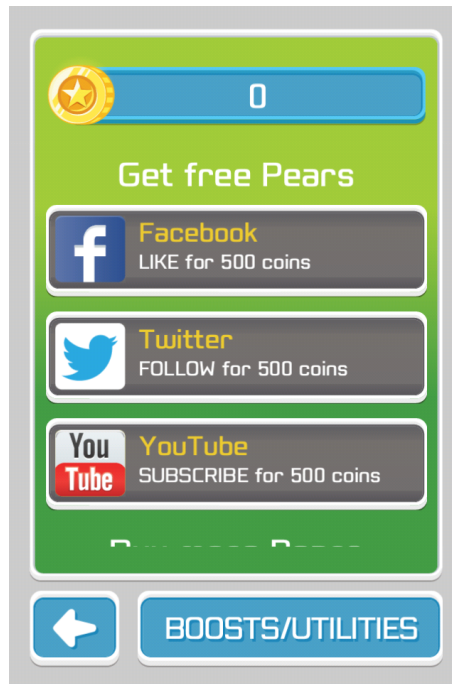 0
Get free Pears
f
Facebook
LIKE for 500 coins
Twitter
FOLLOW for 500 coins
You
Tube
YouTube
SUBSCRIBE for 500 coins
BOOSTS/UTILITIES